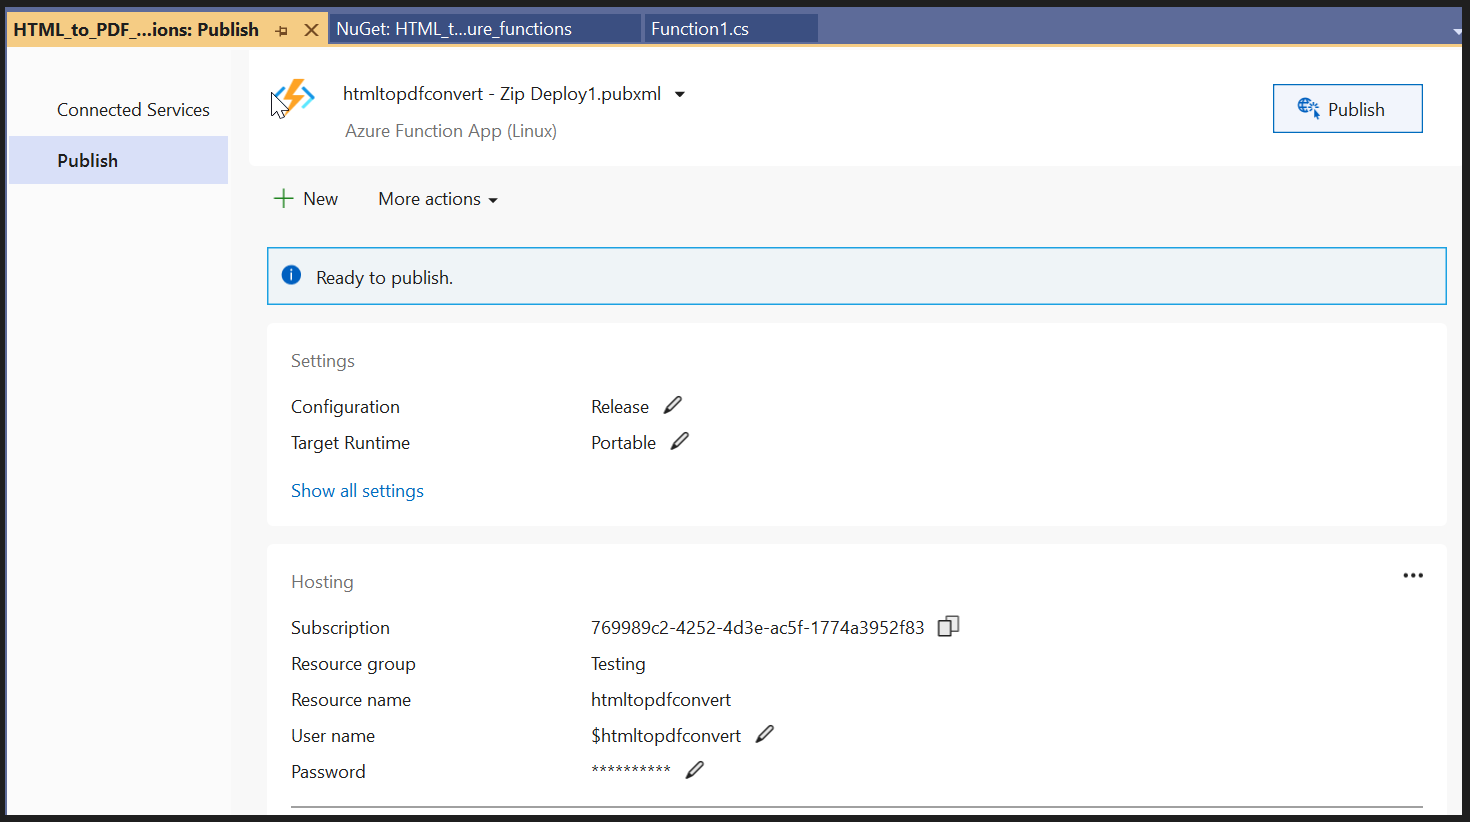 HTML_to_PDF_...ions: Publish
NuGet: HTML_t...ure_functions
Function1.cs
Connected Services
Publish
htmltopdfconvert - Zip Deploy1.pubxml
Azure Function App (Linux)
Publish
New
More actions
Ready to publish.
Settings
Configuration Release
Target Runtime Portable
Show all settings
Hosting
Subscription 769989c2-4252-4d3e-ac5f-1774a3952f83
Resource group Testing
Resource name htmltopdfconvert
User name $htmltopdfconvert
Password **********